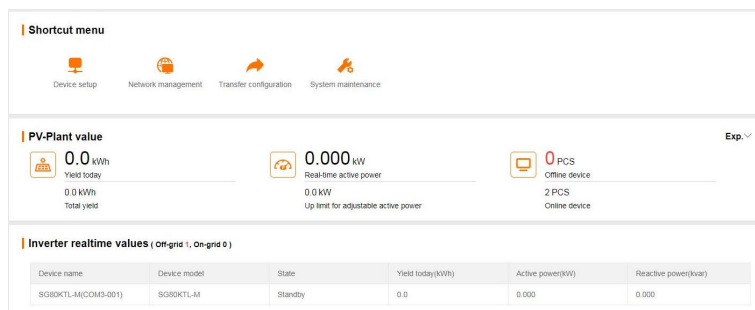 Shortcut menu
Device setup Network management Transfer configuration System maintenance
PV-Plant value Exp.
0.0 kWh 0.000 kW 0 PCS
Yield today Real-time active power Offline device
0.0 kWh 0.0 kW 2 PCS
Total yield Up limit for adjustable active power Online device
Inverter realtime values ( Off-grid 1, On-grid 0 )
Device name Device model State Yield today(kWh) Active power(kW) Reactive power(kvar)
SG80KTL-M(COM3-001) SG80KTL-M Standby 0.0 0.000 0.000